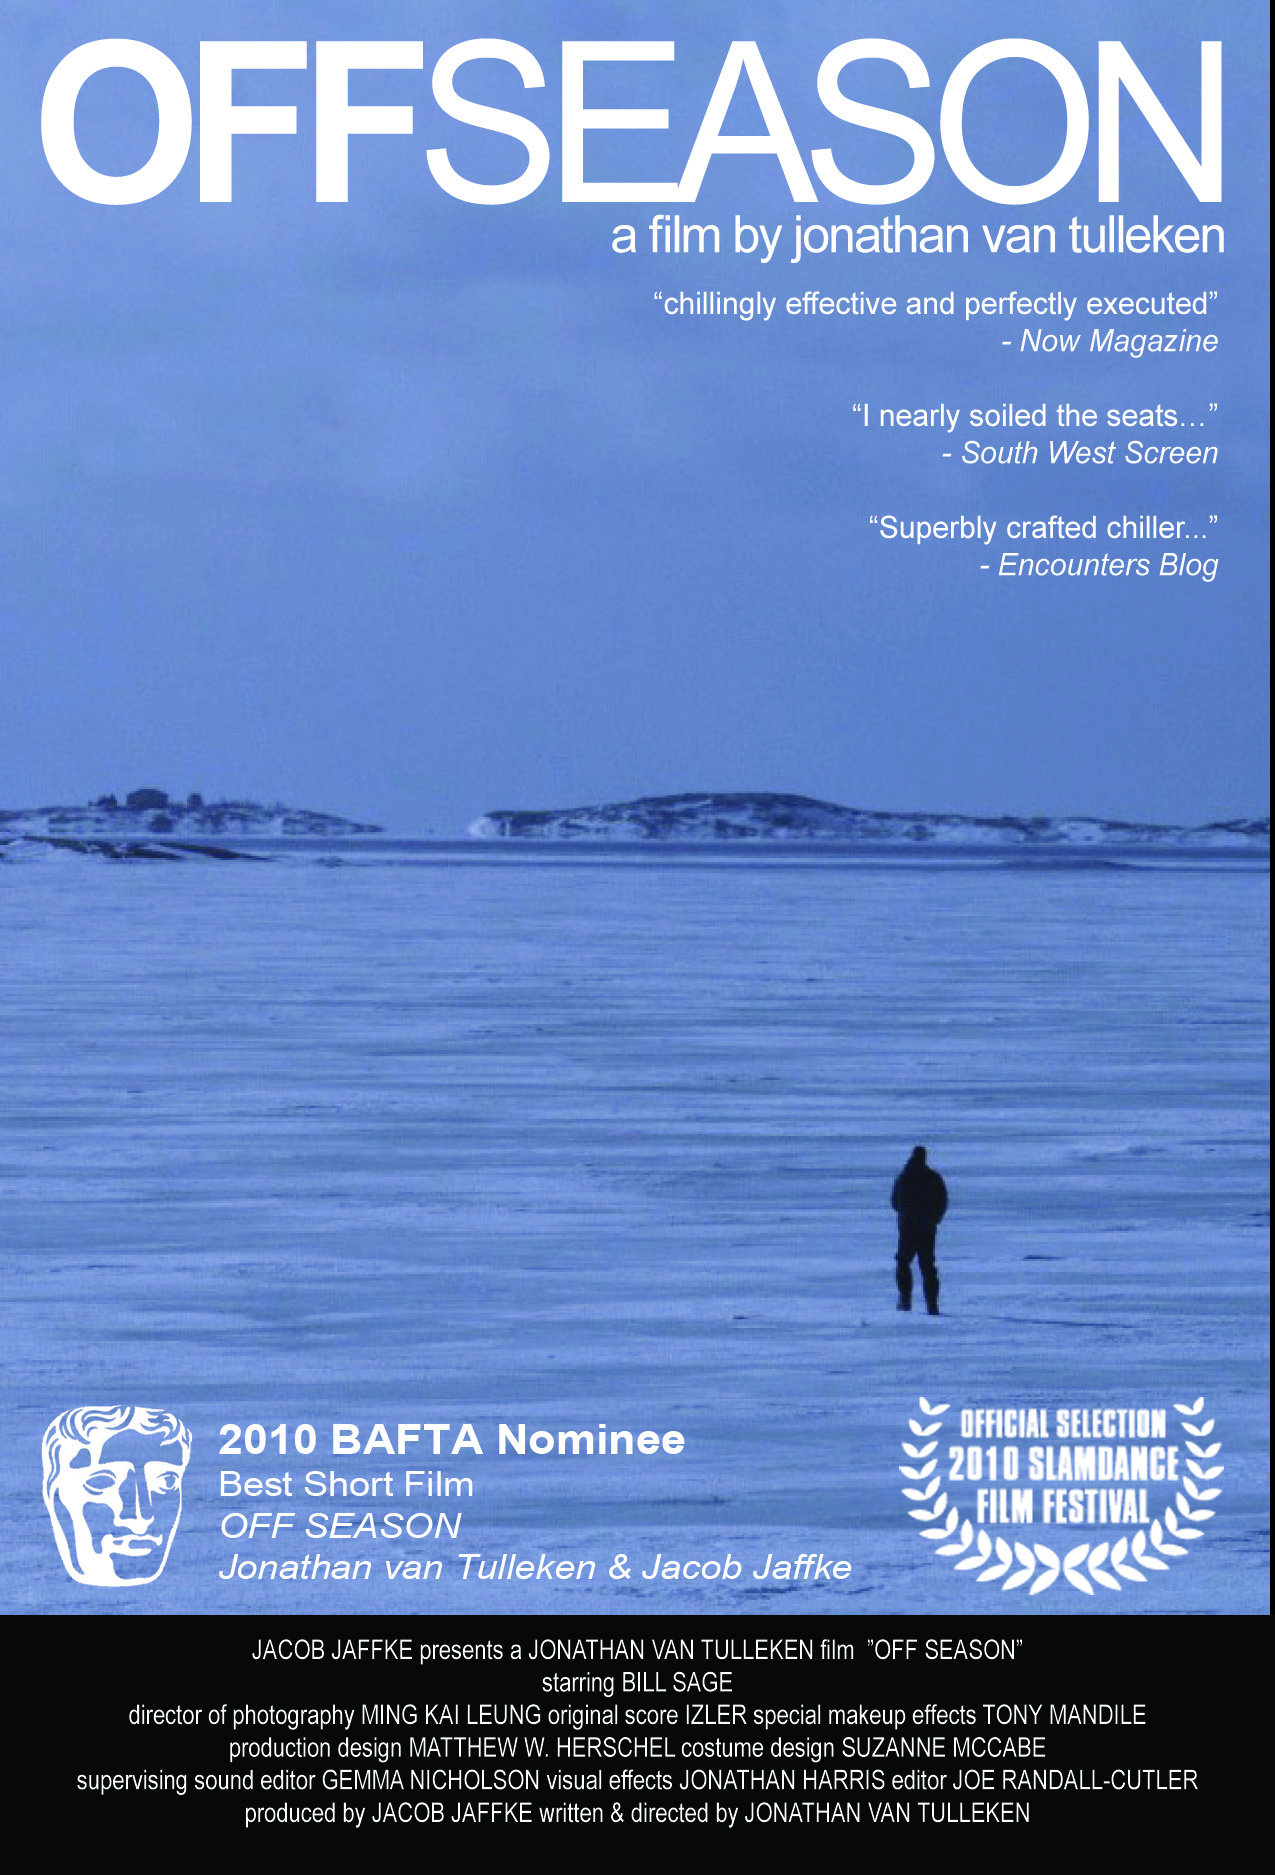 OFFSEASON
a film by jonathan van tulleken
“chillingly effective and perfectly executed”
- Now Magazine
“I nearly soiled the seats…”
- South West Screen
“Superbly crafted chiller...”
- Encounters Blog
2010 BAFTA Nominee
Best Short Film
OFF SEASON
Jonathan van Tulleken & Jacob Jaffke
OFFICIAL SELECTION
2010 SLAMDANCE
FILM FESTIVAL
JACOB JAFFKE presents a JONATHAN VAN TULLEKEN film ”OFF SEASON”
starring BILL SAGE
director of photography MING KAI LEUNG original score IZLER special makeup effects TONY MANDILE
production design MATTHEW W. HERSCHEL costume design SUZANNE MCCABE
supervising sound editor GEMMA NICHOLSON visual effects JONATHAN HARRIS editor JOE RANDALL-CUTLER
produced by JACOB JAFFKE written & directed by JONATHAN VAN TULLEKEN